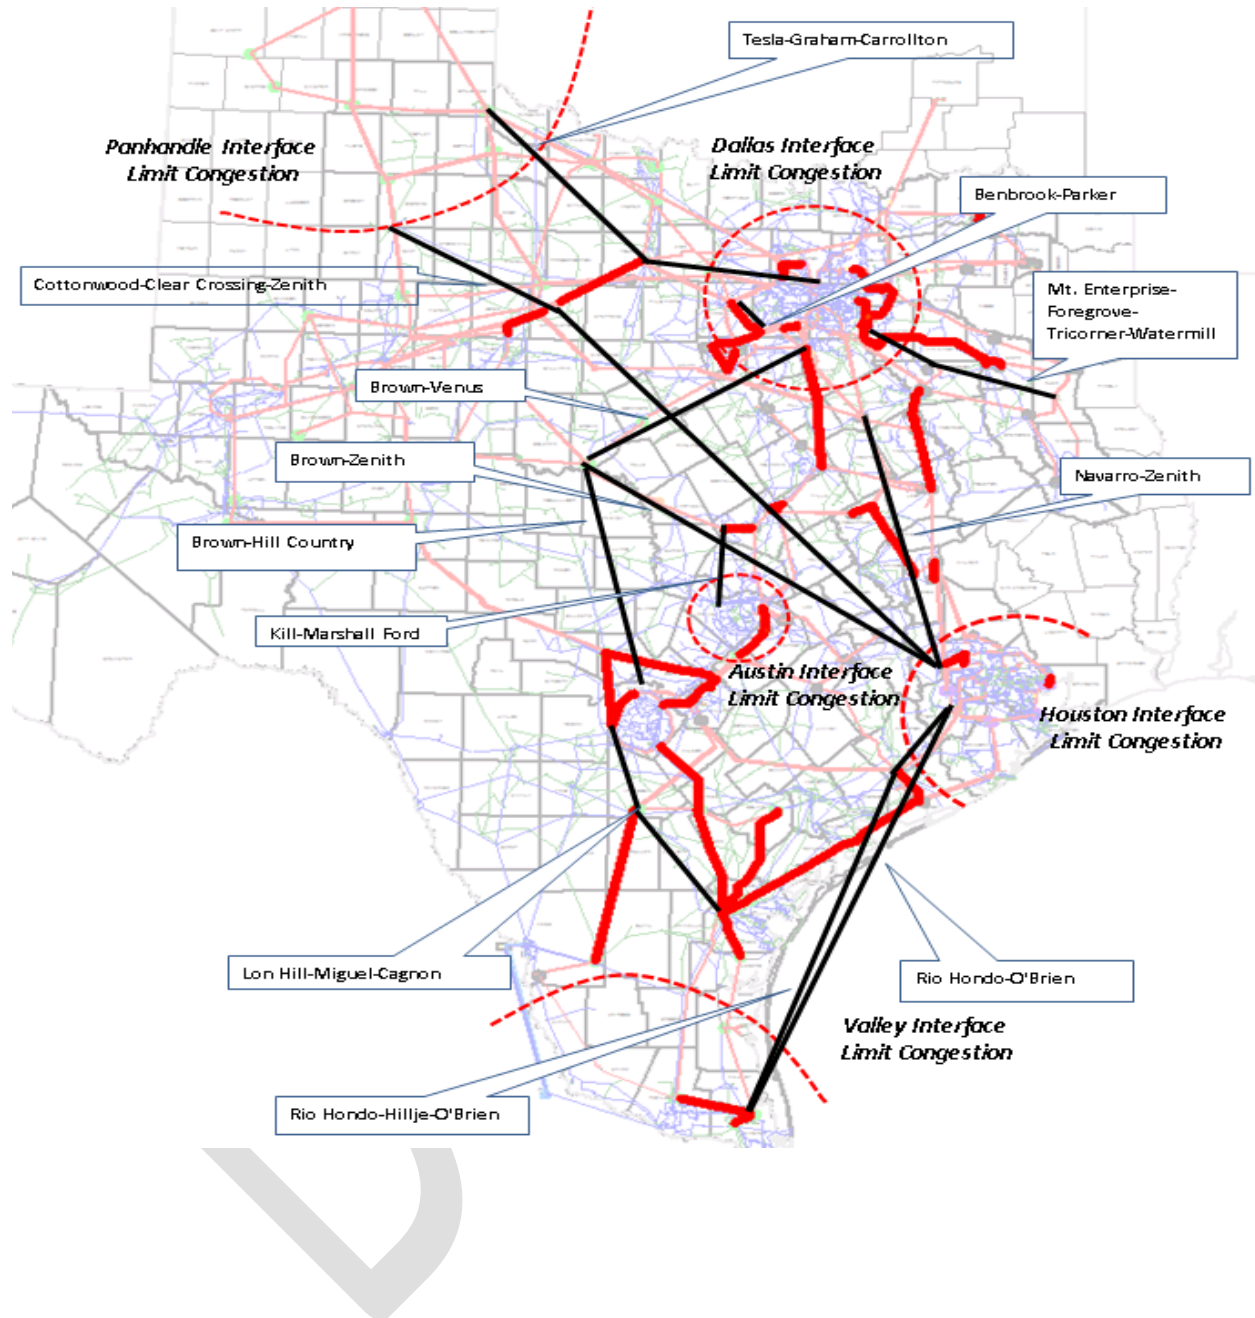 Tesla-Graham-Carrollton
Panhandle Interface
Limit Congestion
Dallas Interface
Limit Congestion
Benbrook-Parker
Cottonwood-Clear Crossing-Zenith
Mt. Enterprise-
Foregrove-
Tricorner-Watermill
Brown-Venus
Brown-Zenith
Navarro-Zenith
Brown-Hill Country
Kill-Marshall Ford
Austin Interface
Limit Congestion
Houston Interface
Limit Congestion
Lon Hill-Miguel-Cagnon
Rio Hondo-O'Brien
Valley Interface
Limit Congestion
Rio Hondo-Hillje-O'Brien